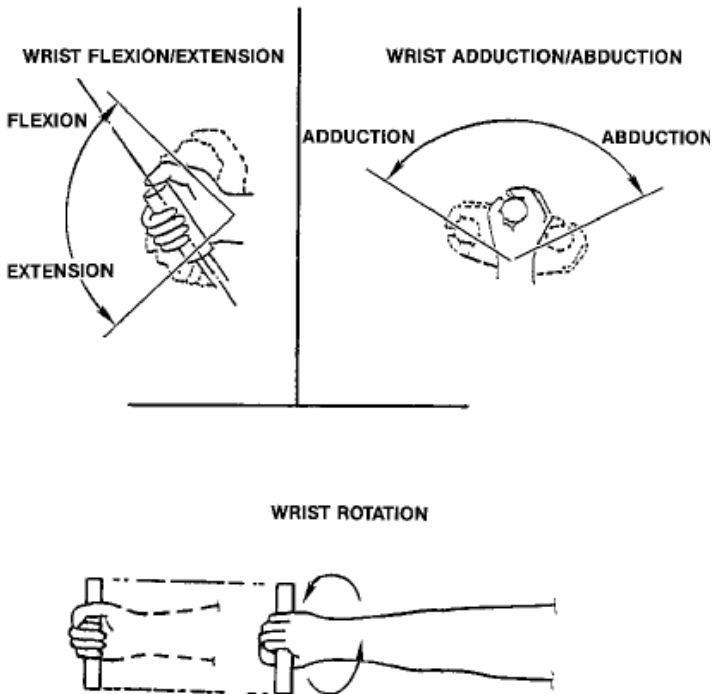 WRIST FLEXION/EXTENSION
FLEXION
EXTENSION
WRIST ADDUCTION/ABDUCTION
ADDUCTION
ABDUCTION
WRIST ROTATION